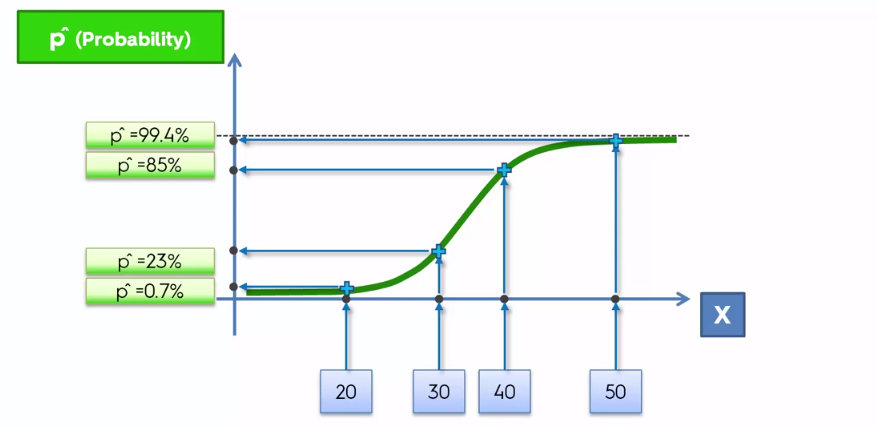 p̂ (Probability)
p̂ =99.4%
p̂ =85%
p̂ =23%
p̂ =0.7%
X
20
30
40
50